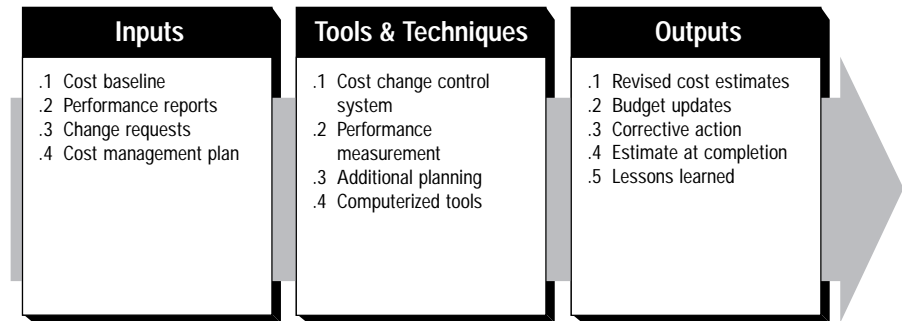 Inputs
.1 Cost baseline
.2 Performance reports
.3 Change requests
.4 Cost management plan
Tools & Techniques
.1 Cost change control
system
.2 Performance
measurement
.3 Additional planning
.4 Computerized tools
Outputs
.1 Revised cost estimates
.2 Budget updates
.3 Corrective action
.4 Estimate at completion
.5 Lessons learned